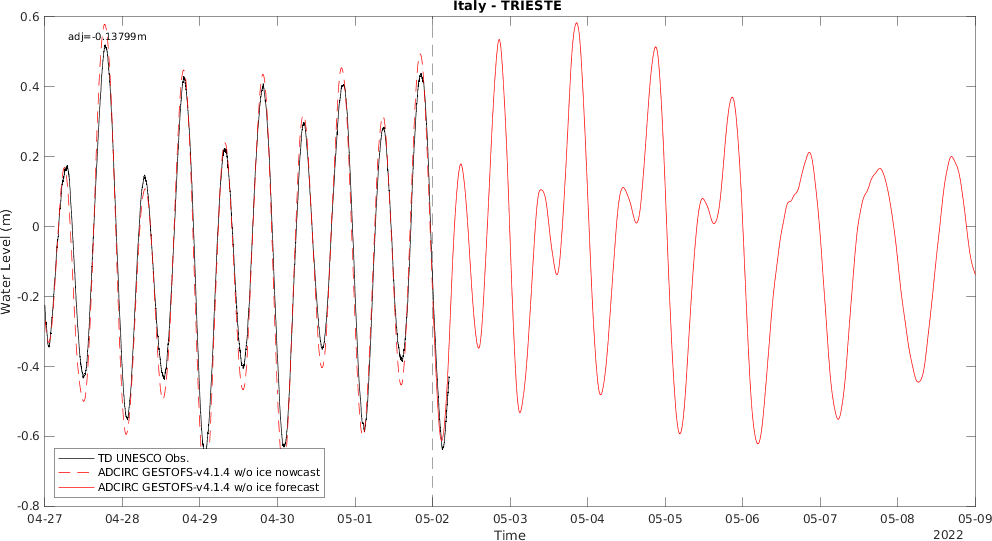 Italy - TRIESTE
adj=-0.13799m
Water Level (m)
0.6
0.4
0.2
0
-0.2
-0.4
-0.6
-0.8
TD UNESCO Obs.
ADCIRC GESTOFS-v4.1.4 w/o ice nowcast
ADCIRC GESTOFS-v4.1.4 w/o ice forecast
04-27 04-28 04-29 04-30 05-01 05-02 05-03 05-04 05-05 05-06 05-07 05-08 05-09
Time
2022